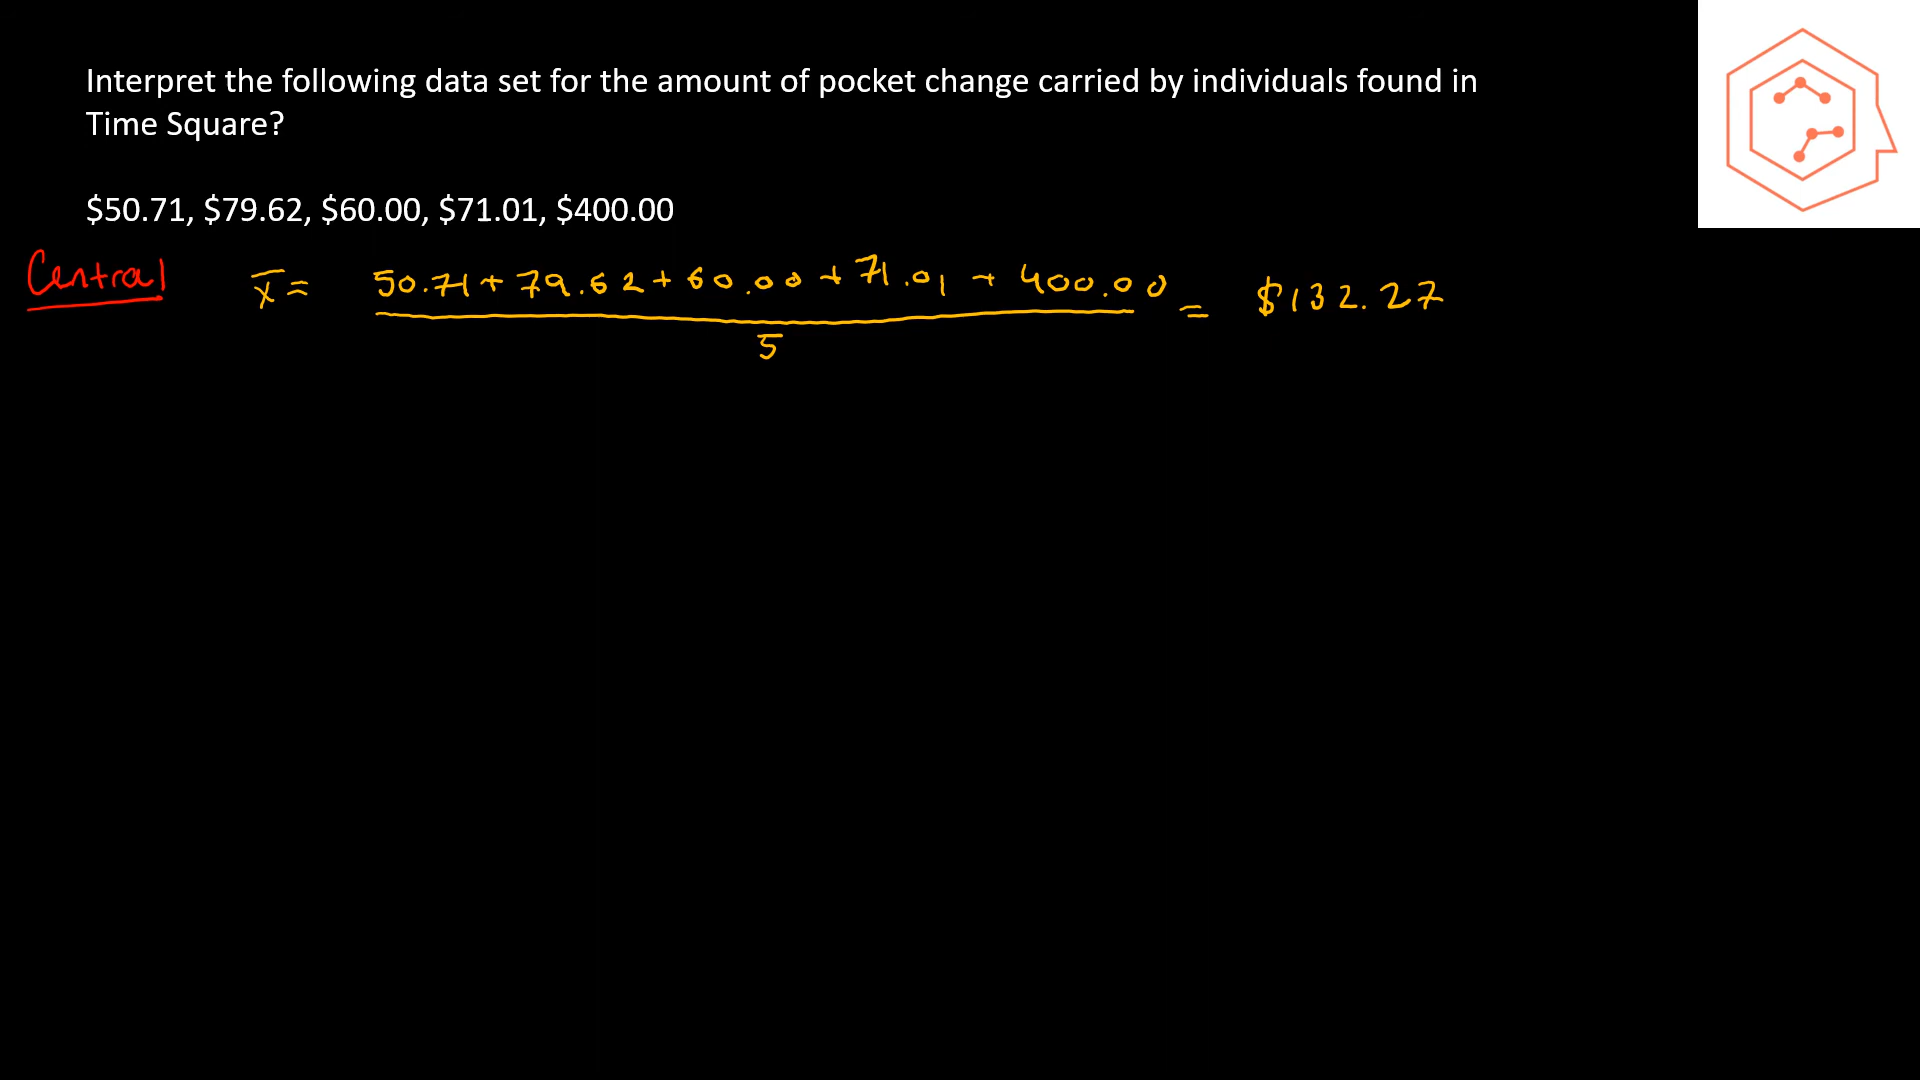 Interpret the following data set for the amount of pocket change carried by individuals found in
Time Square?
$50.71, $79.62, $60.00, $71.01, $400.00
Central x̄ = 50.71 + 79.62 + 60.00 + 71.01 + 400.00 = $132.27
5